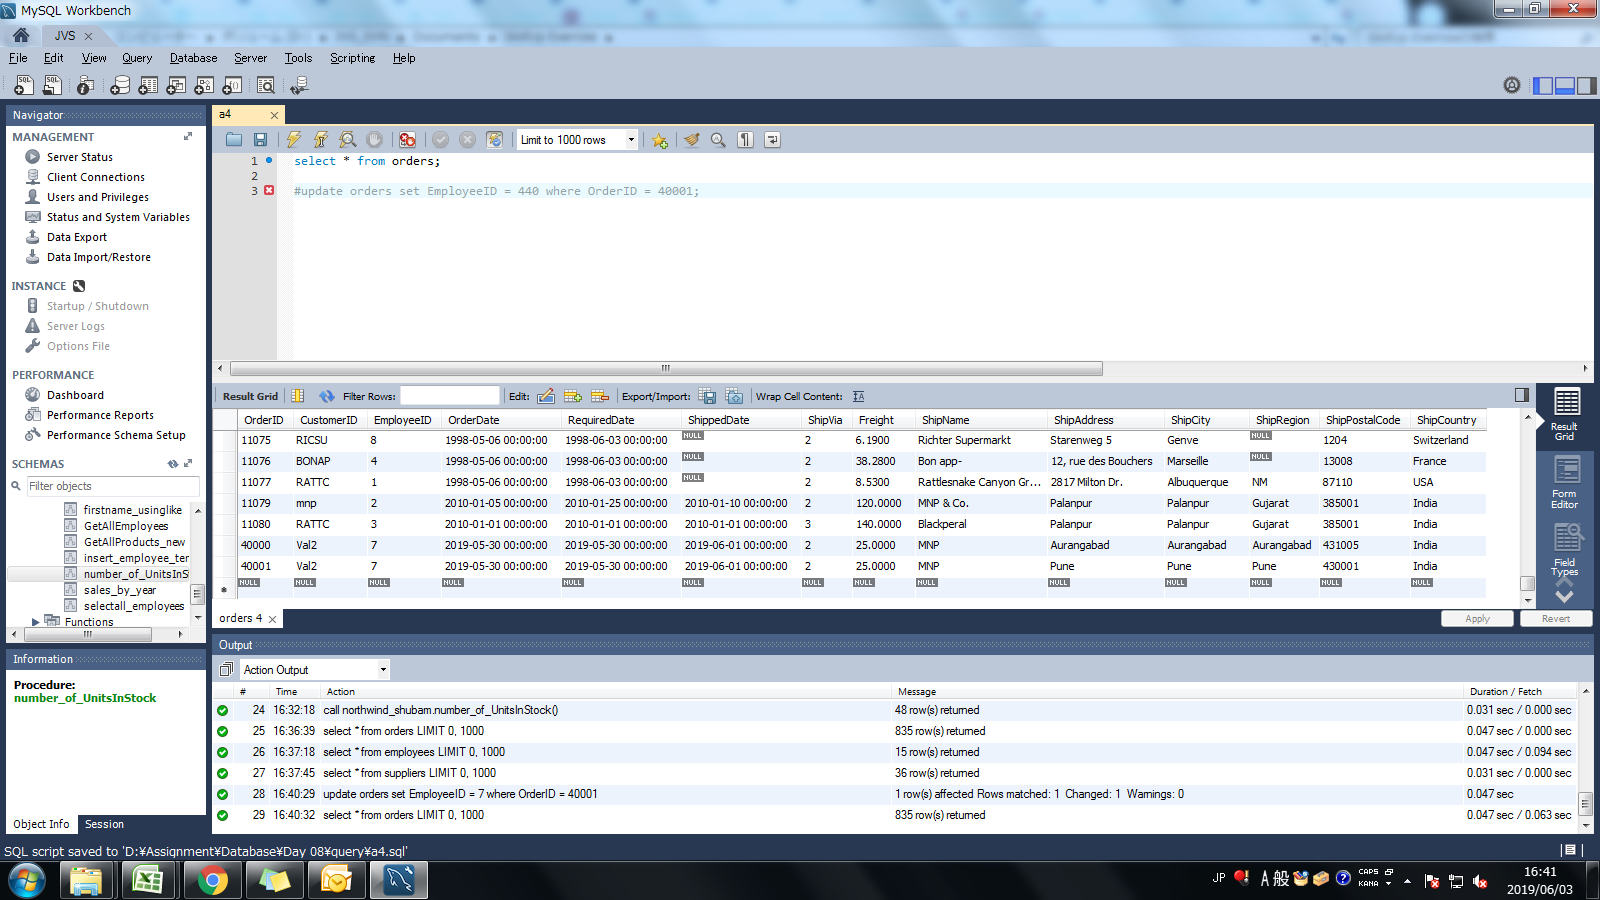 MySQL Workbench
JVS
File Edit View Query Database Server Tools Scripting Help
Navigator
MANAGEMENT
Server Status
Client Connections
Users and Privileges
Status and System Variables
Data Export
Data Import/Restore
INSTANCE
Startup / Shutdown
Server Logs
Options File
PERFORMANCE
Dashboard
Performance Reports
Performance Schema Setup
SCHEMAS
Filter objects
firstname_usinglike
GetAllEmployees
GetAllProducts_new
insert_employee_ter
number_of_UnitsInS
sales_by_year
selectall_employees
Functions
Information
Procedure:
number_of_UnitsInStock
Object Info Session
a4
Limit to 1000 rows
1 select * from orders;
2
3 #update orders set EmployeeID = 440 where OrderID = 40001;
Result Grid Filter Rows: Edit: Export/Import: Wrap Cell Content:
OrderID CustomerID EmployeeID OrderDate RequiredDate ShippedDate ShipVia Freight ShipName ShipAddress ShipCity ShipRegion ShipPostalCode ShipCountry
11075 RICSU 8 1998-05-06 00:00:00 1998-06-03 00:00:00 NULL 2 6.1900 Richter Supermarkt Starenweg 5 Genve NULL 1204 Switzerland
11076 BONAP 4 1998-05-06 00:00:00 1998-06-03 00:00:00 NULL 2 38.2800 Bon app- 12, rue des Bouchers Marseille NULL 13008 France
11077 RATTC 1 1998-05-06 00:00:00 1998-06-03 00:00:00 NULL 2 8.5300 Rattlesnake Canyon Gr... 2817 Milton Dr. Albuquerque NM 87110 USA
11079 mnp 2 2010-01-05 00:00:00 2010-01-25 00:00:00 2010-01-10 00:00:00 2 120.0000 MNP & Co. Palanpur Palanpur Gujarat 385001 India
11080 RATTC 3 2010-01-01 00:00:00 2010-01-01 00:00:00 2010-01-01 00:00:00 3 140.0000 Blackperal Palanpur Palanpur Gujarat 385001 India
40000 Val2 7 2019-05-30 00:00:00 2019-05-30 00:00:00 2019-06-01 00:00:00 2 25.0000 MNP Aurangabad Aurangabad Aurangabad 431005 India
40001 Val2 7 2019-05-30 00:00:00 2019-05-30 00:00:00 2019-06-01 00:00:00 2 25.0000 MNP Pune Pune Pune 430001 India
NULL NULL NULL NULL NULL NULL NULL NULL NULL NULL NULL NULL NULL NULL
Result Grid
Form Editor
Field Types
orders 4
Apply Revert
Output
Action Output
# Time Action Message Duration / Fetch
24 16:32:18 call northwind_shubam.number_of_UnitsInStock() 48 row(s) returned 0.031 sec / 0.000 sec
25 16:36:39 select * from orders LIMIT 0, 1000 835 row(s) returned 0.047 sec / 0.000 sec
26 16:37:18 select * from employees LIMIT 0, 1000 15 row(s) returned 0.047 sec / 0.094 sec
27 16:37:45 select * from suppliers LIMIT 0, 1000 36 row(s) returned 0.031 sec / 0.000 sec
28 16:40:29 update orders set EmployeeID = 7 where OrderID = 40001 1 row(s) affected Rows matched: 1 Changed: 1 Warnings: 0 0.047 sec
29 16:40:32 select * from orders LIMIT 0, 1000 835 row(s) returned 0.047 sec / 0.063 sec
SQL script saved to 'D:¥Assignment¥Database¥Day 08¥query¥a4.sql'
JP A 般 CAPS KANA
16:41
2019/06/03